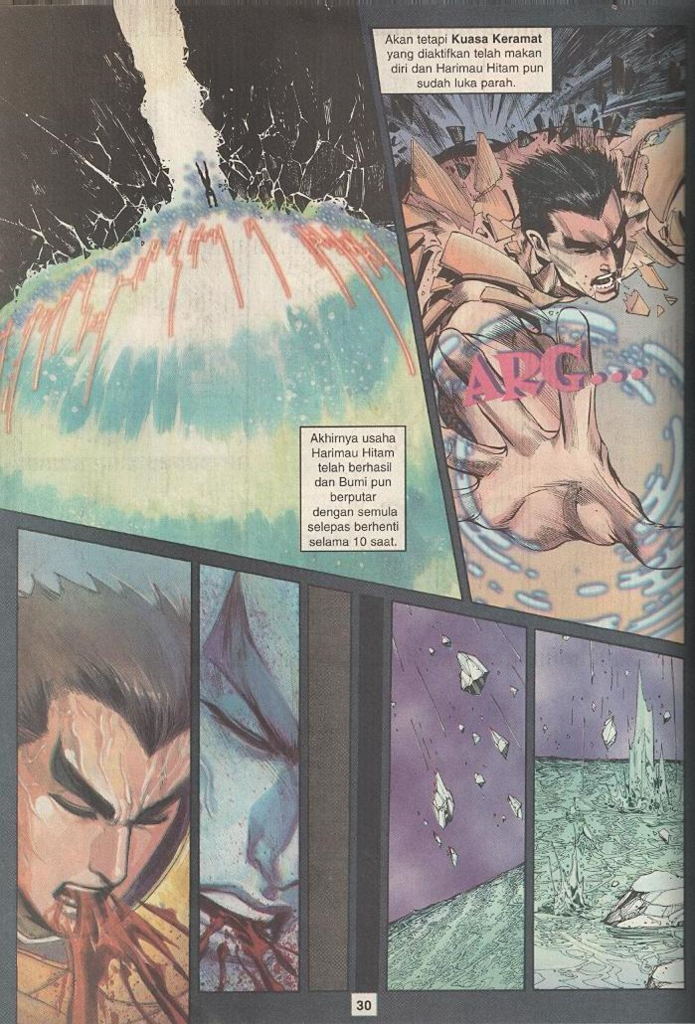 Akan tetapi Kuasa Keramat
yang diaktifkan telah makan
diri dan Harimau Hitam pun
sudah luka parah.
ARG...
Akhirnya usaha
Harimau Hitam
telah berhasil
dan Bumi pun
berputar
dengan semula
selepas berhenti
selama 10 saat.
30